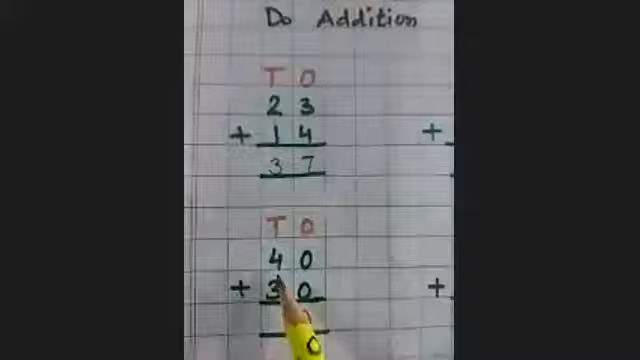 Do Addition
T O
2 3
+ 1 4
3 7
T O
4 0
+ 3 0
+
+